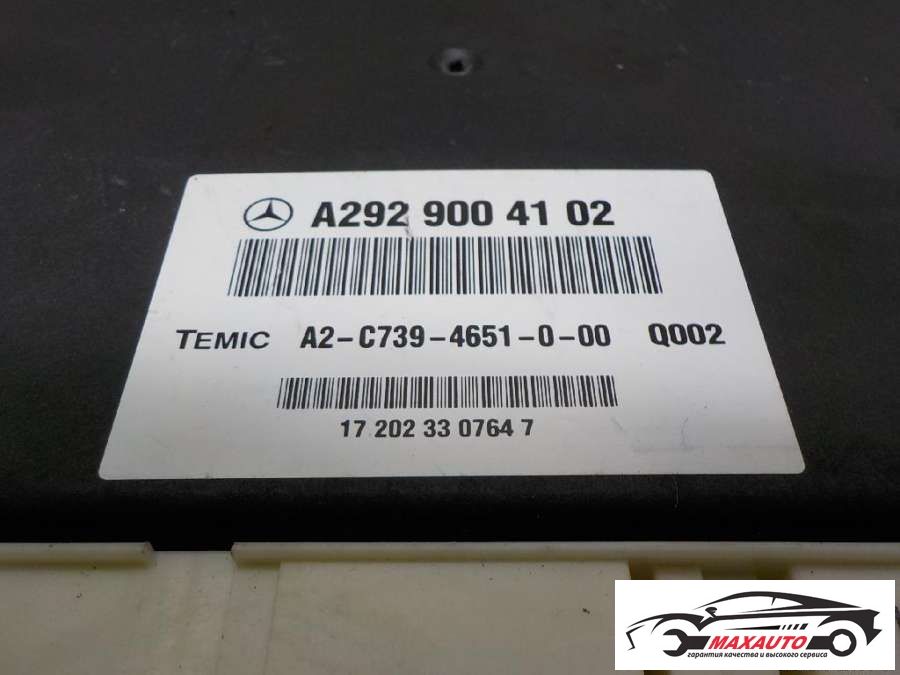 A292 900 41 02
TEMIC A2-C739-4651-0-00 Q002
17 202 33 0764 7
MAXAUTO
гарантия качества и высокого сервиса